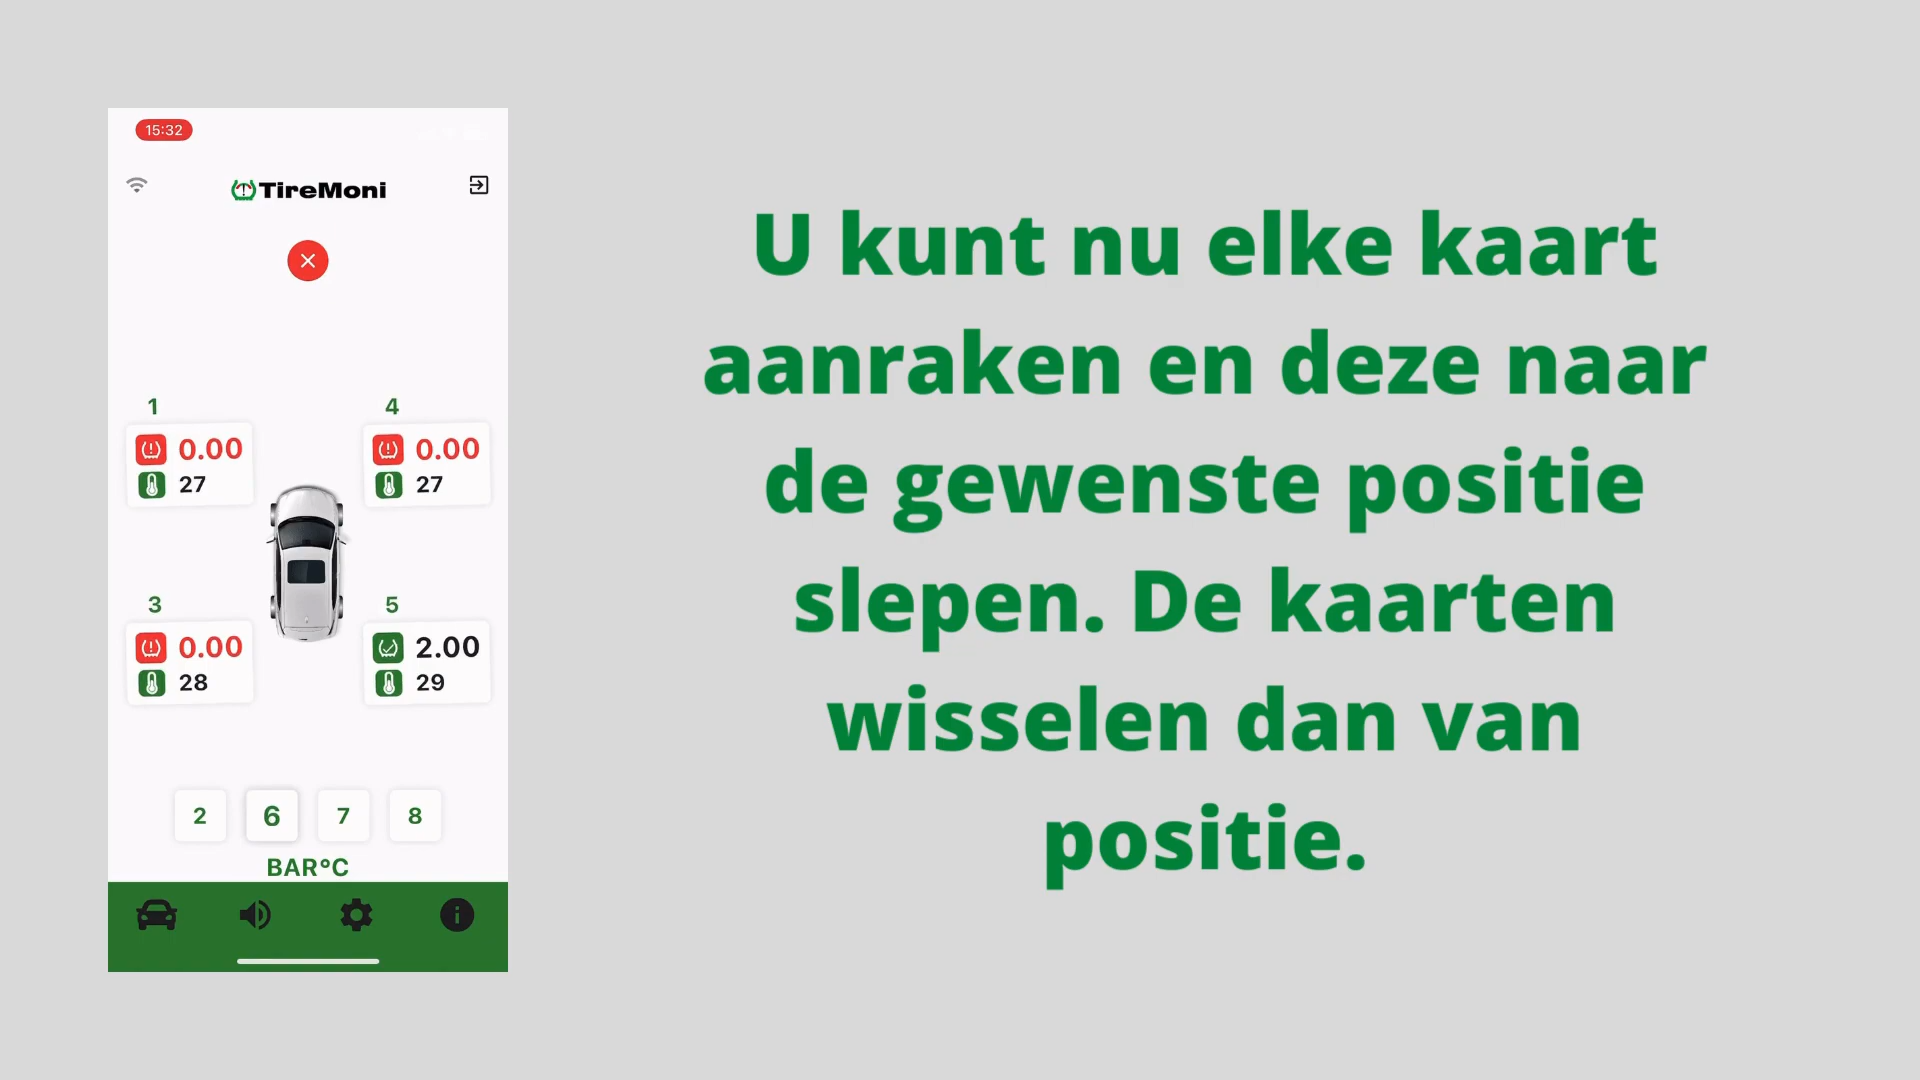 15:32
TireMoni
1
4
0.00
0.00
27
27
3
5
0.00
2.00
28
29
2
6
7
8
BAR°C
U kunt nu elke kaart
aanraken en deze naar
de gewenste positie
slepen. De kaarten
wisselen dan van
positie.